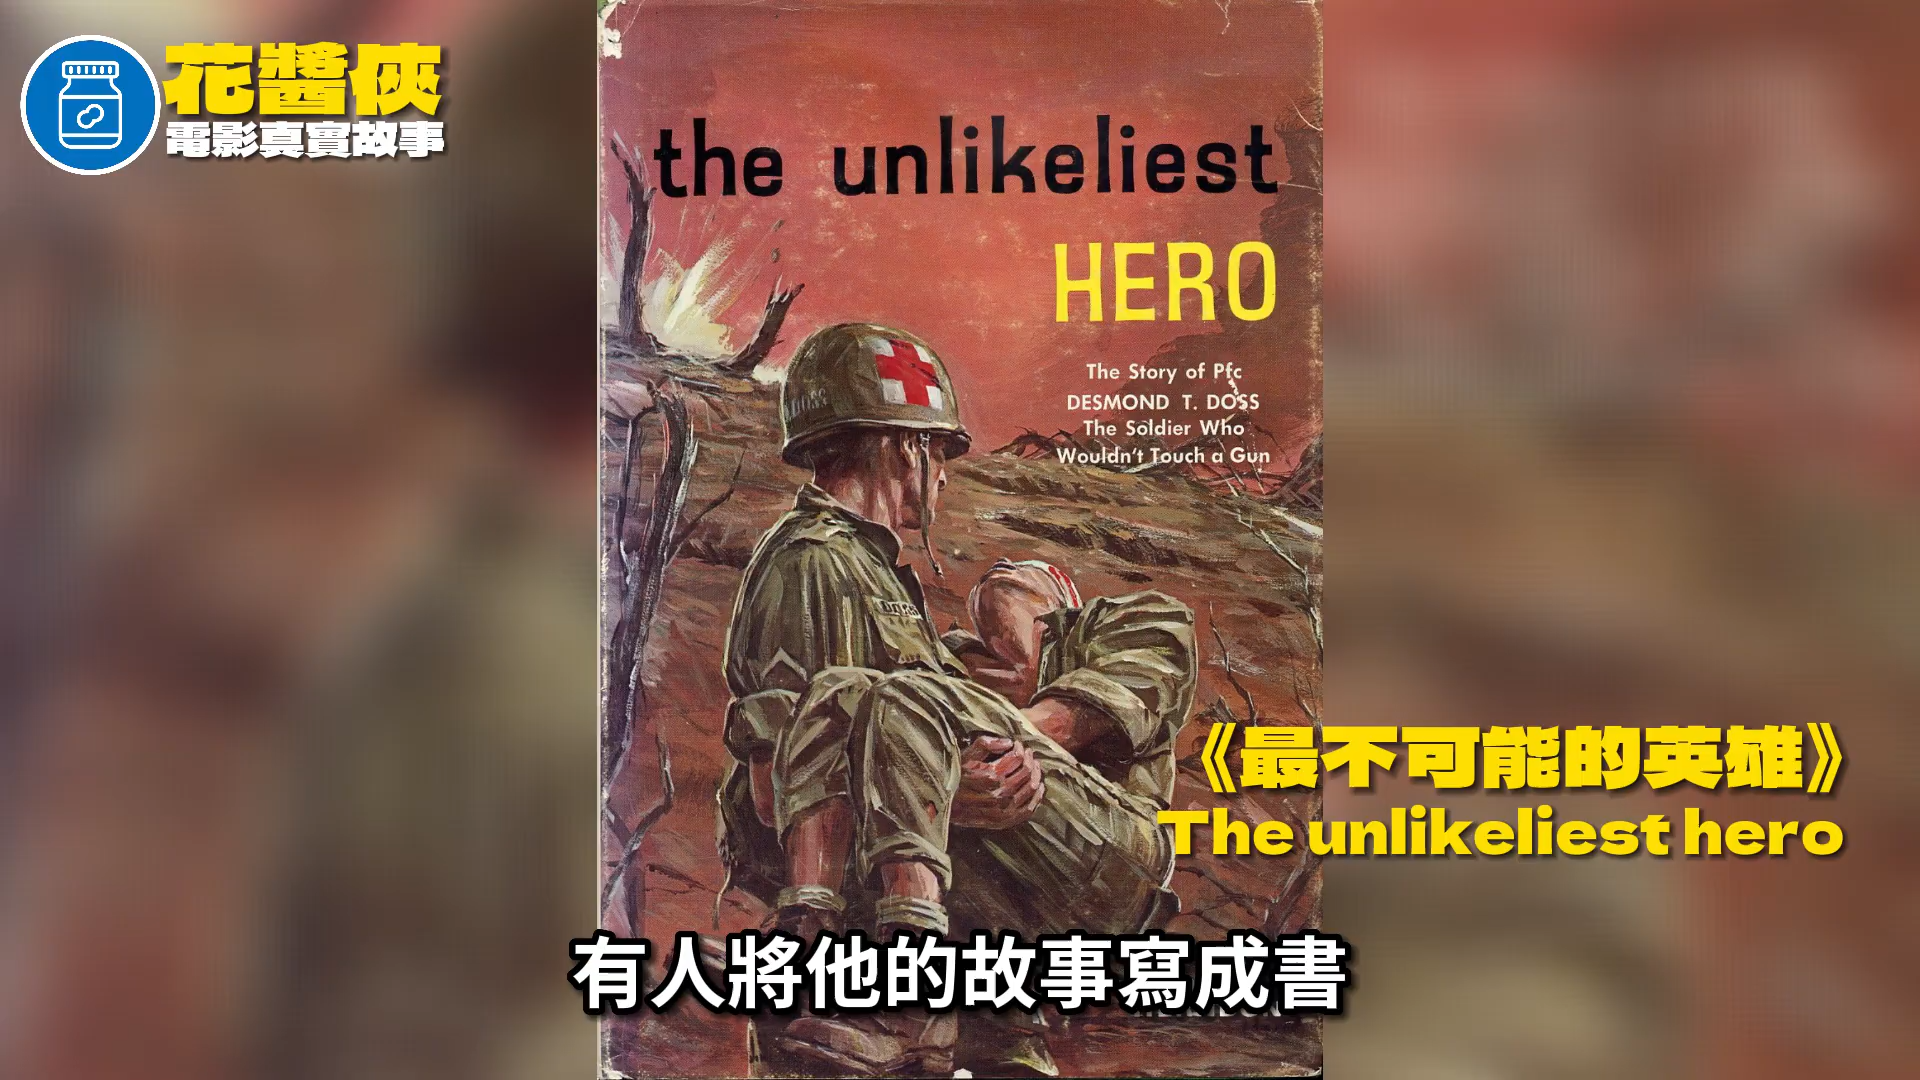 花醬俠
電影真實故事
the unlikeliest
HERO
The Story of Pfc
DESMOND T. DOSS
The Soldier Who
Wouldn't Touch a Gun
DOSS
DOSS
《最不可能的英雄》
The unlikeliest hero
有人將他的故事寫成書